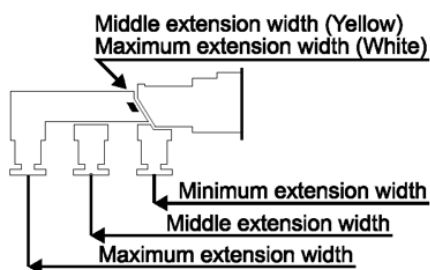 Middle extension width (Yellow)
Maximum extension width (White)
Minimum extension width
Middle extension width
Maximum extension width